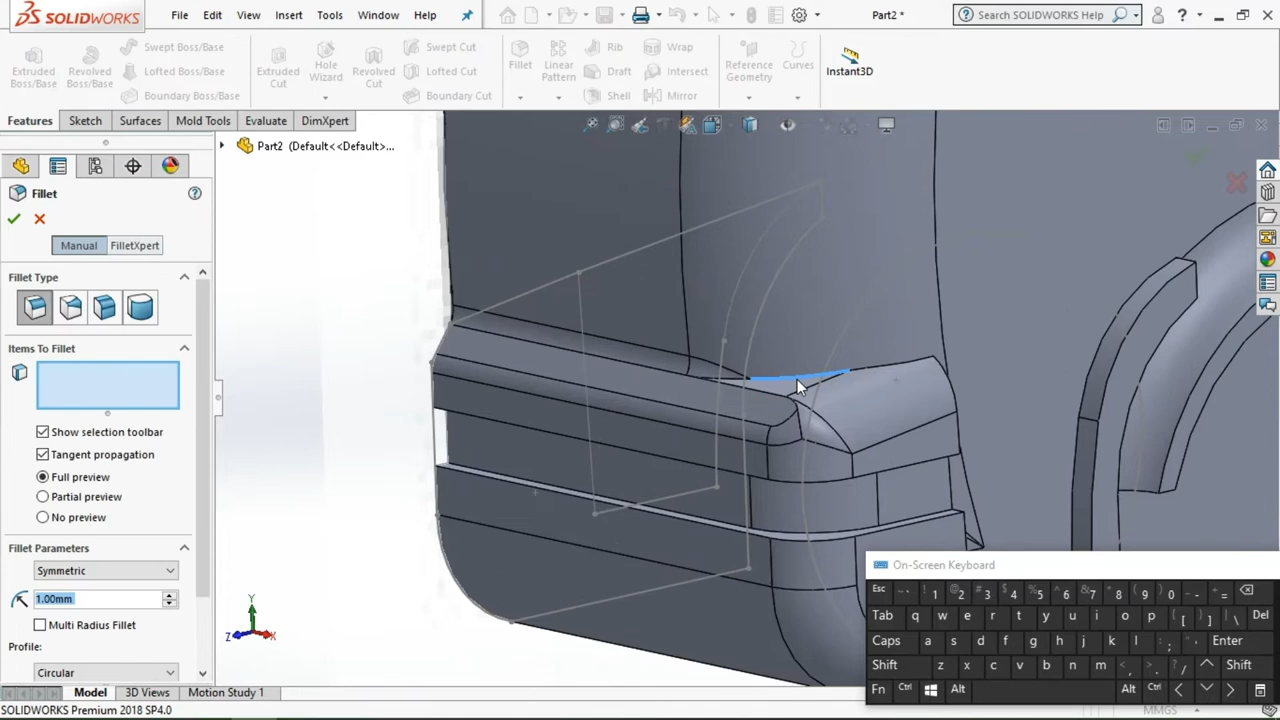 SOLIDWORKS File Edit View Insert Tools Window Help Part2 * Search SOLIDWORKS Help ?
Extruded Boss/Base Revolved Boss/Base Swept Boss/Base Lofted Boss/Base Boundary Boss/Base Extruded Cut Hole Wizard Revolved Cut Swept Cut Lofted Cut Boundary Cut Fillet Linear Pattern Rib Draft Shell Wrap Intersect Mirror Reference Geometry Curves Instant3D
Features Sketch Surfaces Mold Tools Evaluate DimXpert
Part2 (Default<<Default>...
Fillet
Manual FilletXpert
Fillet Type
Items To Fillet
Show selection toolbar
Tangent propagation
Full preview
Partial preview
No preview
Fillet Parameters
Symmetric
1.00mm
Multi Radius Fillet
Profile:
Circular
Y
Z X
On-Screen Keyboard
Esc ~ ` ! 1 @ 2 # 3 $ 4 % 5 ^ 6 & 7 * 8 ( 9 ) 0 _ - + =
Tab q w e r t y u i o p { [ } ] | \ Del
Caps a s d f g h j k l : ; " ' Enter
Shift z x c v b n m < , > . ? / Shift
Fn Ctrl Alt Alt Ctrl
Model 3D Views Motion Study 1
SOLIDWORKS Premium 2018 SP4.0 MMGS